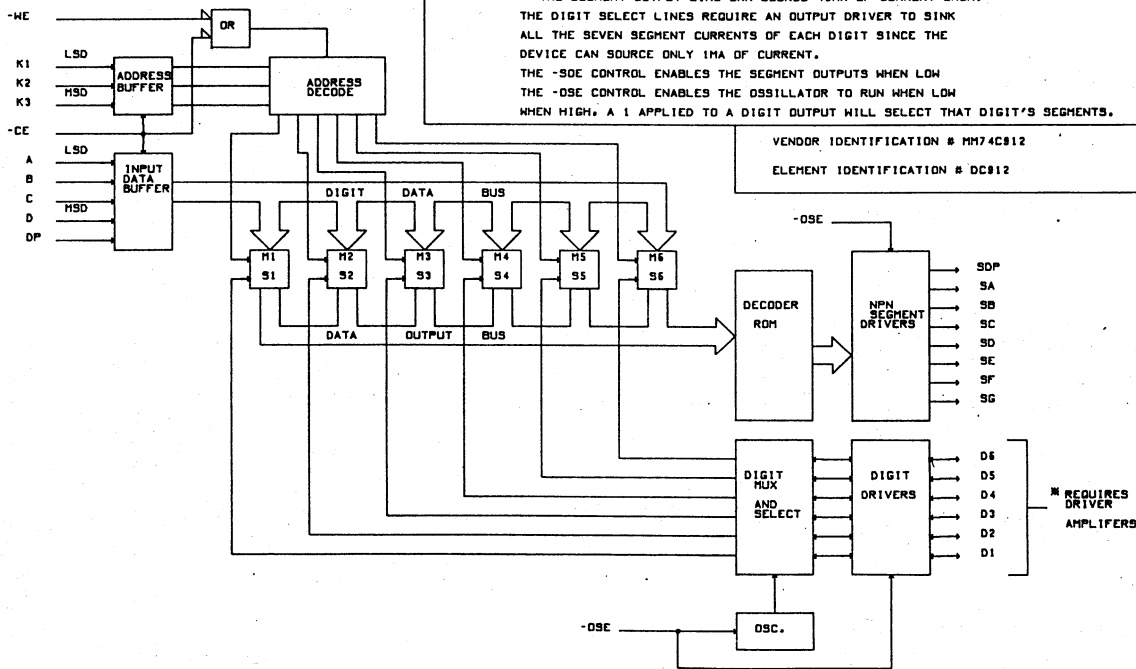 THE DIGIT SELECT LINES REQUIRE AN OUTPUT DRIVER TO SINK
ALL THE SEVEN SEGMENT CURRENTS OF EACH DIGIT SINCE THE
DEVICE CAN SOURCE ONLY 1MA OF CURRENT.
THE -SOE CONTROL ENABLES THE SEGMENT OUTPUTS WHEN LOW
THE -OSE CONTROL ENABLES THE OSSILLATOR TO RUN WHEN LOW
WHEN HIGH. A 1 APPLIED TO A DIGIT OUTPUT WILL SELECT THAT DIGIT'S SEGMENTS.
VENDOR IDENTIFICATION # MM74C912
ELEMENT IDENTIFICATION # DC912
-WE
OR
LSD
K1
K2
MSD
K3
ADDRESS
BUFFER
ADDRESS
DECODE
-CE
LSD
A
B
C
MSD
D
DP
INPUT
DATA
BUFFER
DIGIT DATA BUS
M1 M2 M3 M4 M5 M6
S1 S2 S3 S4 S5 S6
DATA OUTPUT BUS
DECODER
ROM
-OSE
NPN
SEGMENT
DRIVERS
SDP
SA
SB
SC
SD
SE
SF
SG
DIGIT
MUX
AND
SELECT
DIGIT
DRIVERS
D6
D5
D4
D3
D2
D1
* REQUIRES
DRIVER
AMPLIFERS
-OSE
OSC.